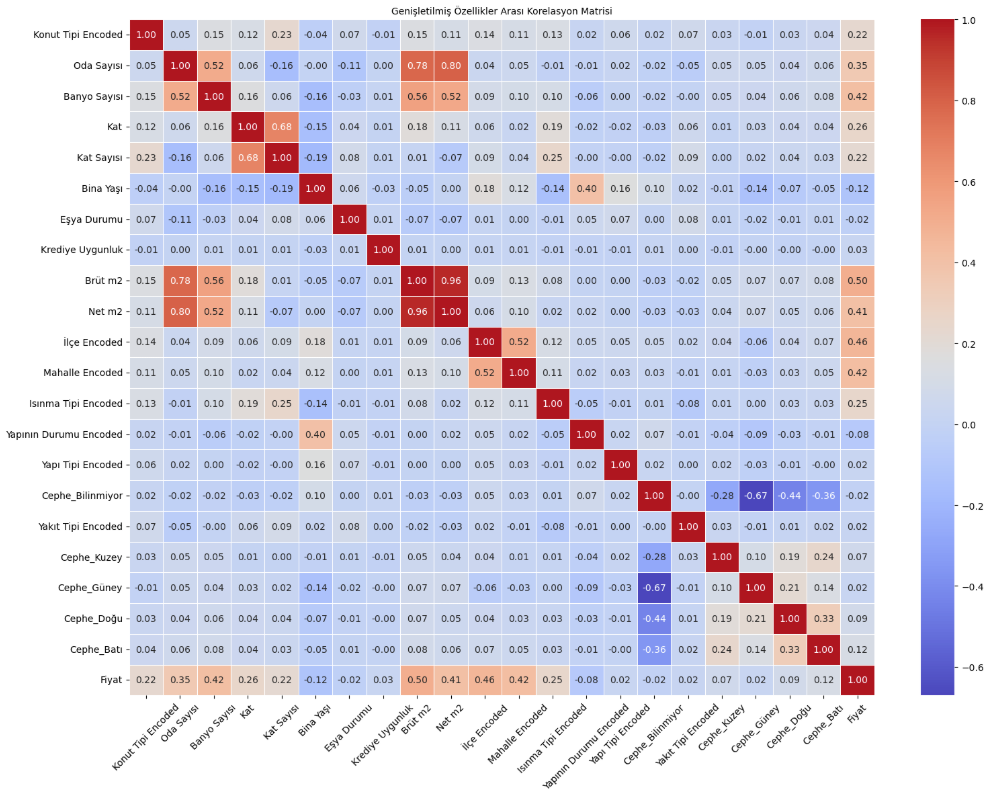 Genişletilmiş Özellikler Arası Korelasyon Matrisi
Konut Tipi Encoded 1.00 0.05 0.15 0.12 0.23 -0.04 0.07 -0.01 0.15 0.11 0.14 0.11 0.13 0.02 0.06 0.02 0.07 0.03 -0.01 0.03 0.04 0.22
Oda Sayısı 0.05 1.00 0.52 0.06 -0.16 -0.00 -0.11 0.00 0.78 0.80 0.04 0.05 -0.01 -0.01 0.02 -0.02 -0.05 0.05 0.05 0.04 0.06 0.35
Banyo Sayısı 0.15 0.52 1.00 0.16 0.06 -0.16 -0.03 0.01 0.56 0.52 0.09 0.10 0.10 -0.06 0.00 -0.02 -0.00 0.05 0.04 0.06 0.08 0.42
Kat 0.12 0.06 0.16 1.00 0.68 -0.15 0.04 0.01 0.18 0.11 0.06 0.02 0.19 -0.02 -0.02 -0.03 0.06 0.01 0.03 0.04 0.04 0.26
Kat Sayısı 0.23 -0.16 0.06 0.68 1.00 -0.19 0.08 0.01 0.01 -0.07 0.09 0.04 0.25 -0.00 -0.00 -0.02 0.09 0.00 0.02 0.04 0.03 0.22
Bina Yaşı -0.04 -0.00 -0.16 -0.15 -0.19 1.00 0.06 -0.03 -0.05 0.00 0.18 0.12 -0.14 0.40 0.16 0.10 0.02 -0.01 -0.14 -0.07 -0.05 -0.12
Eşya Durumu 0.07 -0.11 -0.03 0.04 0.08 0.06 1.00 0.01 -0.07 -0.07 0.01 0.00 -0.01 0.05 0.07 0.00 0.08 0.01 -0.02 -0.01 0.01 -0.02
Krediye Uygunluk -0.01 0.00 0.01 0.01 0.01 -0.03 0.01 1.00 0.01 0.00 0.01 0.01 -0.01 -0.01 -0.01 0.01 0.00 -0.01 -0.00 -0.00 -0.00 0.03
Brüt m2 0.15 0.78 0.56 0.18 0.01 -0.05 -0.07 0.01 1.00 0.96 0.09 0.13 0.08 0.00 0.00 -0.03 -0.02 0.05 0.07 0.07 0.08 0.50
Net m2 0.11 0.80 0.52 0.11 -0.07 0.00 -0.07 0.00 0.96 1.00 0.06 0.10 0.02 0.02 0.00 -0.03 -0.03 0.04 0.07 0.05 0.06 0.41
İlçe Encoded 0.14 0.04 0.09 0.06 0.09 0.18 0.01 0.01 0.09 0.06 1.00 0.52 0.12 0.05 0.05 0.05 0.02 0.04 -0.06 0.04 0.07 0.46
Mahalle Encoded 0.11 0.05 0.10 0.02 0.04 0.12 0.00 0.01 0.13 0.10 0.52 1.00 0.11 0.02 0.03 0.03 -0.01 0.01 -0.03 0.03 0.05 0.42
Isınma Tipi Encoded 0.13 -0.01 0.10 0.19 0.25 -0.14 -0.01 -0.01 0.08 0.02 0.12 0.11 1.00 -0.05 -0.01 0.01 -0.08 0.01 0.00 0.03 0.03 0.25
Yapının Durumu Encoded 0.02 -0.01 -0.06 -0.02 -0.00 0.40 0.05 -0.01 0.00 0.02 0.05 0.02 -0.05 1.00 0.02 0.07 -0.01 -0.04 -0.09 -0.03 -0.01 -0.08
Yapı Tipi Encoded 0.06 0.02 0.00 -0.02 -0.00 0.16 0.07 -0.01 0.00 0.00 0.05 0.03 -0.01 0.02 1.00 0.02 0.00 0.02 -0.03 -0.01 -0.00 0.02
Cephe_Bilinmiyor 0.02 -0.02 -0.02 -0.03 -0.02 0.10 0.00 0.01 -0.03 -0.03 0.05 0.03 0.01 0.07 0.02 1.00 -0.00 -0.28 -0.67 -0.44 -0.36 -0.02
Yakıt Tipi Encoded 0.07 -0.05 -0.00 0.06 0.09 0.02 0.08 0.00 -0.02 -0.03 0.02 -0.01 -0.08 -0.01 0.00 -0.00 1.00 0.03 -0.01 0.01 0.02 0.02
Cephe_Kuzey 0.03 0.05 0.05 0.01 0.00 -0.01 0.01 -0.01 0.05 0.04 0.04 0.01 0.01 -0.04 0.02 -0.28 0.03 1.00 0.10 0.19 0.24 0.07
Cephe_Güney -0.01 0.05 0.04 0.03 0.02 -0.14 -0.02 -0.00 0.07 0.07 -0.06 -0.03 0.00 -0.09 -0.03 -0.67 -0.01 0.10 1.00 0.21 0.14 0.02
Cephe_Doğu 0.03 0.04 0.06 0.04 0.04 -0.07 -0.01 -0.00 0.07 0.05 0.04 0.03 0.03 -0.03 -0.01 -0.44 0.01 0.19 0.21 1.00 0.33 0.09
Cephe_Batı 0.04 0.06 0.08 0.04 0.03 -0.05 0.01 -0.00 0.08 0.06 0.07 0.05 0.03 -0.01 -0.00 -0.36 0.02 0.24 0.14 0.33 1.00 0.12
Fiyat 0.22 0.35 0.42 0.26 0.22 -0.12 -0.02 0.03 0.50 0.41 0.46 0.42 0.25 -0.08 0.02 -0.02 0.02 0.07 0.02 0.09 0.12 1.00
Konut Tipi Encoded
Oda Sayısı
Banyo Sayısı
Kat
Kat Sayısı
Bina Yaşı
Eşya Durumu
Krediye Uygunluk
Brüt m2
Net m2
İlçe Encoded
Mahalle Encoded
Isınma Tipi Encoded
Yapının Durumu Encoded
Yapı Tipi Encoded
Cephe_Bilinmiyor
Yakıt Tipi Encoded
Cephe_Kuzey
Cephe_Güney
Cephe_Doğu
Cephe_Batı
Fiyat
1.0
0.8
0.6
0.4
0.2
0.0
-0.2
-0.4
-0.6